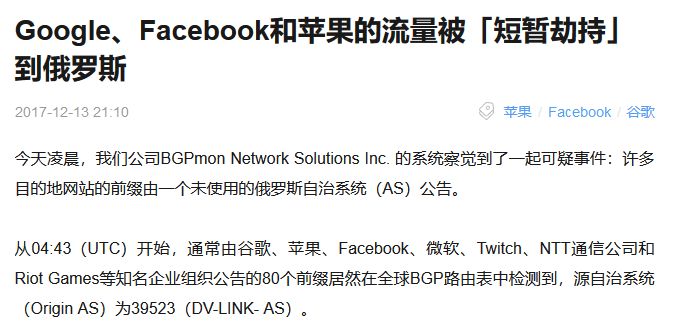 Google、Facebook和苹果的流量被「短暂劫持」
到俄罗斯
2017-12-13 21:10
苹果 / Facebook / 谷歌
今天凌晨，我们公司BGPmon Network Solutions Inc. 的系统察觉到了一起可疑事件：许多
目的地网站的前缀由一个未使用的俄罗斯自治系统（AS）公告。
从04:43（UTC）开始，通常由谷歌、苹果、Facebook、微软、Twitch、NTT通信公司和
Riot Games等知名企业组织公告的80个前缀居然在全球BGP路由表中检测到，源自治系统
（Origin AS）为39523（DV-LINK- AS）。